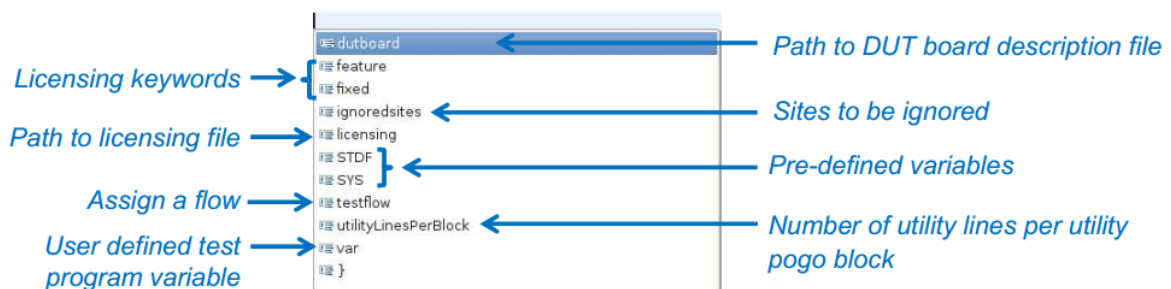 dutboard
Path to DUT board description file
Licensing keywords
feature
fixed
ignoredsites
Sites to be ignored
Path to licensing file
licensing
STDF
SYS
Pre-defined variables
Assign a flow
testflow
utilityLinesPerBlock
Number of utility lines per utility
pogo block
User defined test
program variable
var
}